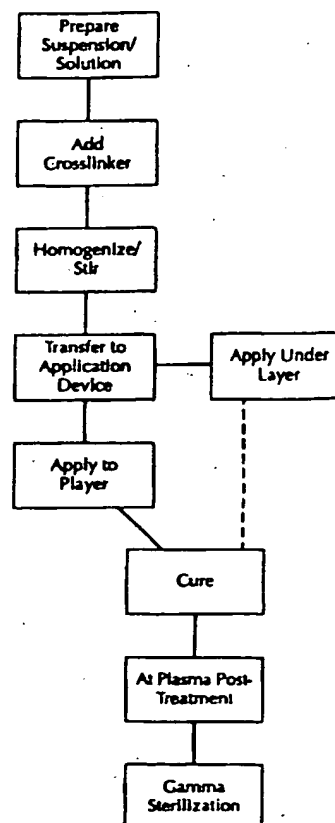 Prepare
Suspension/
Solution
Add
Crosslinker
Homogenize/
Stir
Transfer to
Application
Device
Apply Under
Layer
Apply to
Player
Cure
At Plasma Post-
Treatment
Gamma
Sterilization